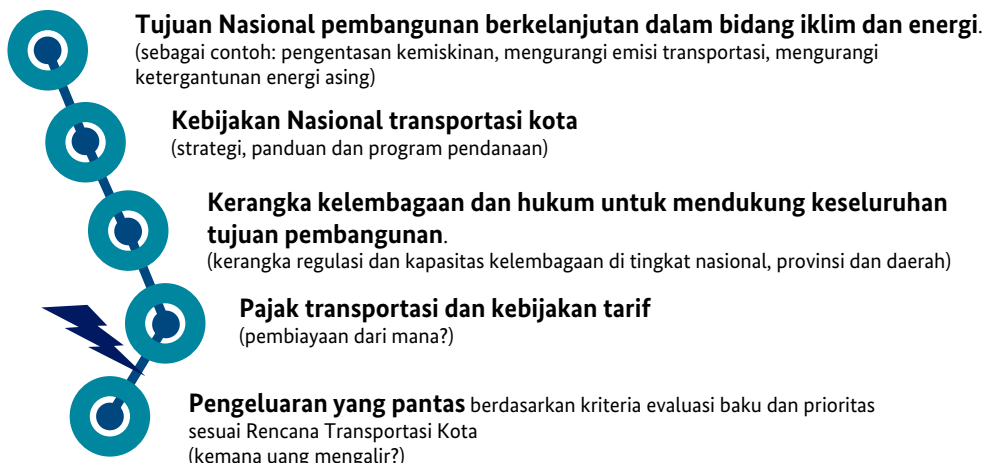 Tujuan Nasional pembangunan berkelanjutan dalam bidang iklim dan energi.
(sebagai contoh: pengentasan kemiskinan, mengurangi emisi transportasi, mengurangi
ketergantunan energi asing)
Kebijakan Nasional transportasi kota
(strategi, panduan dan program pendanaan)
Kerangka kelembagaan dan hukum untuk mendukung keseluruhan
tujuan pembangunan.
(kerangka regulasi dan kapasitas kelembagaan di tingkat nasional, provinsi dan daerah)
Pajak transportasi dan kebijakan tarif
(pembiayaan dari mana?)
Pengeluaran yang pantas berdasarkan kriteria evaluasi baku dan prioritas
sesuai Rencana Transportasi Kota
(kemana uang mengalir?)